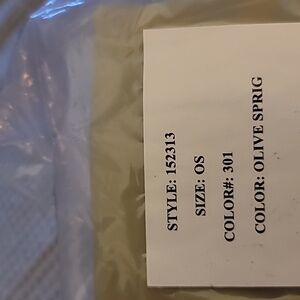 STYLE: 152313
SIZE: OS
COLOR#: 301
COLOR: OLIVE SPRIG